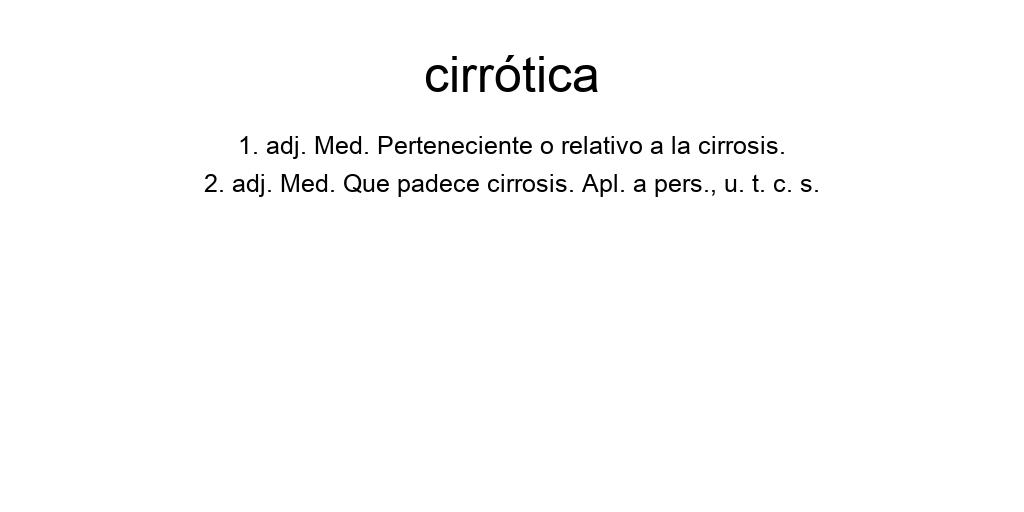 cirrótica
1. adj. Med. Perteneciente o relativo a la cirrosis.
2. adj. Med. Que padece cirrosis. Apl. a pers., u. t. c. s.